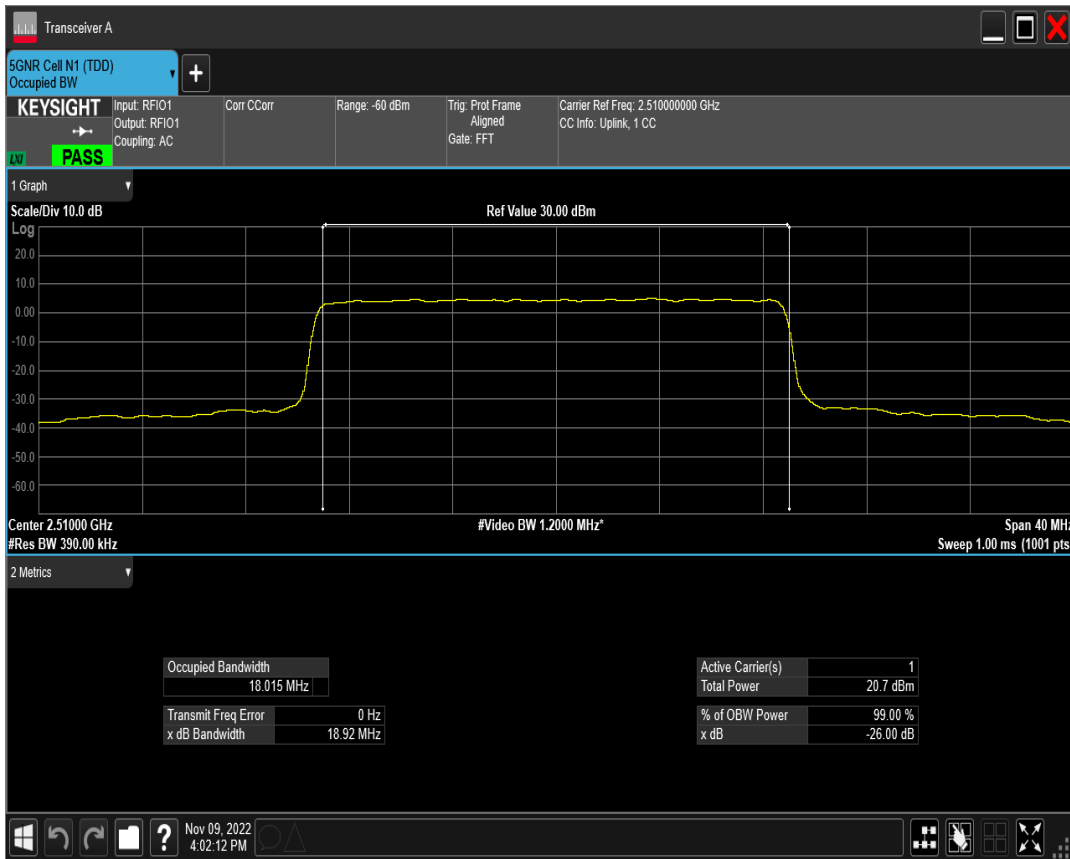 Transceiver A
5GNR Cell N1 (TDD)
Occupied BW
+
KEYSIGHT
LXI
PASS
Input: RFIO1
Output: RFIO1
Coupling: AC
Corr CCorr
Range: -60 dBm
Trig: Prot Frame
Aligned
Gate: FFT
Carrier Ref Freq: 2.510000000 GHz
CC Info: Uplink, 1 CC
1 Graph
Scale/Div 10.0 dB
Ref Value 30.00 dBm
Log
20.0
10.0
0.00
-10.0
-20.0
-30.0
-40.0
-50.0
-60.0
Center 2.51000 GHz
#Video BW 1.2000 MHz*
Span 40 MHz
#Res BW 390.00 kHz
Sweep 1.00 ms (1001 pts
2 Metrics
Occupied Bandwidth
18.015 MHz
Transmit Freq Error 0 Hz
x dB Bandwidth 18.92 MHz
Active Carrier(s) 1
Total Power 20.7 dBm
% of OBW Power 99.00 %
x dB -26.00 dB
?
Nov 09, 2022
4:02:12 PM